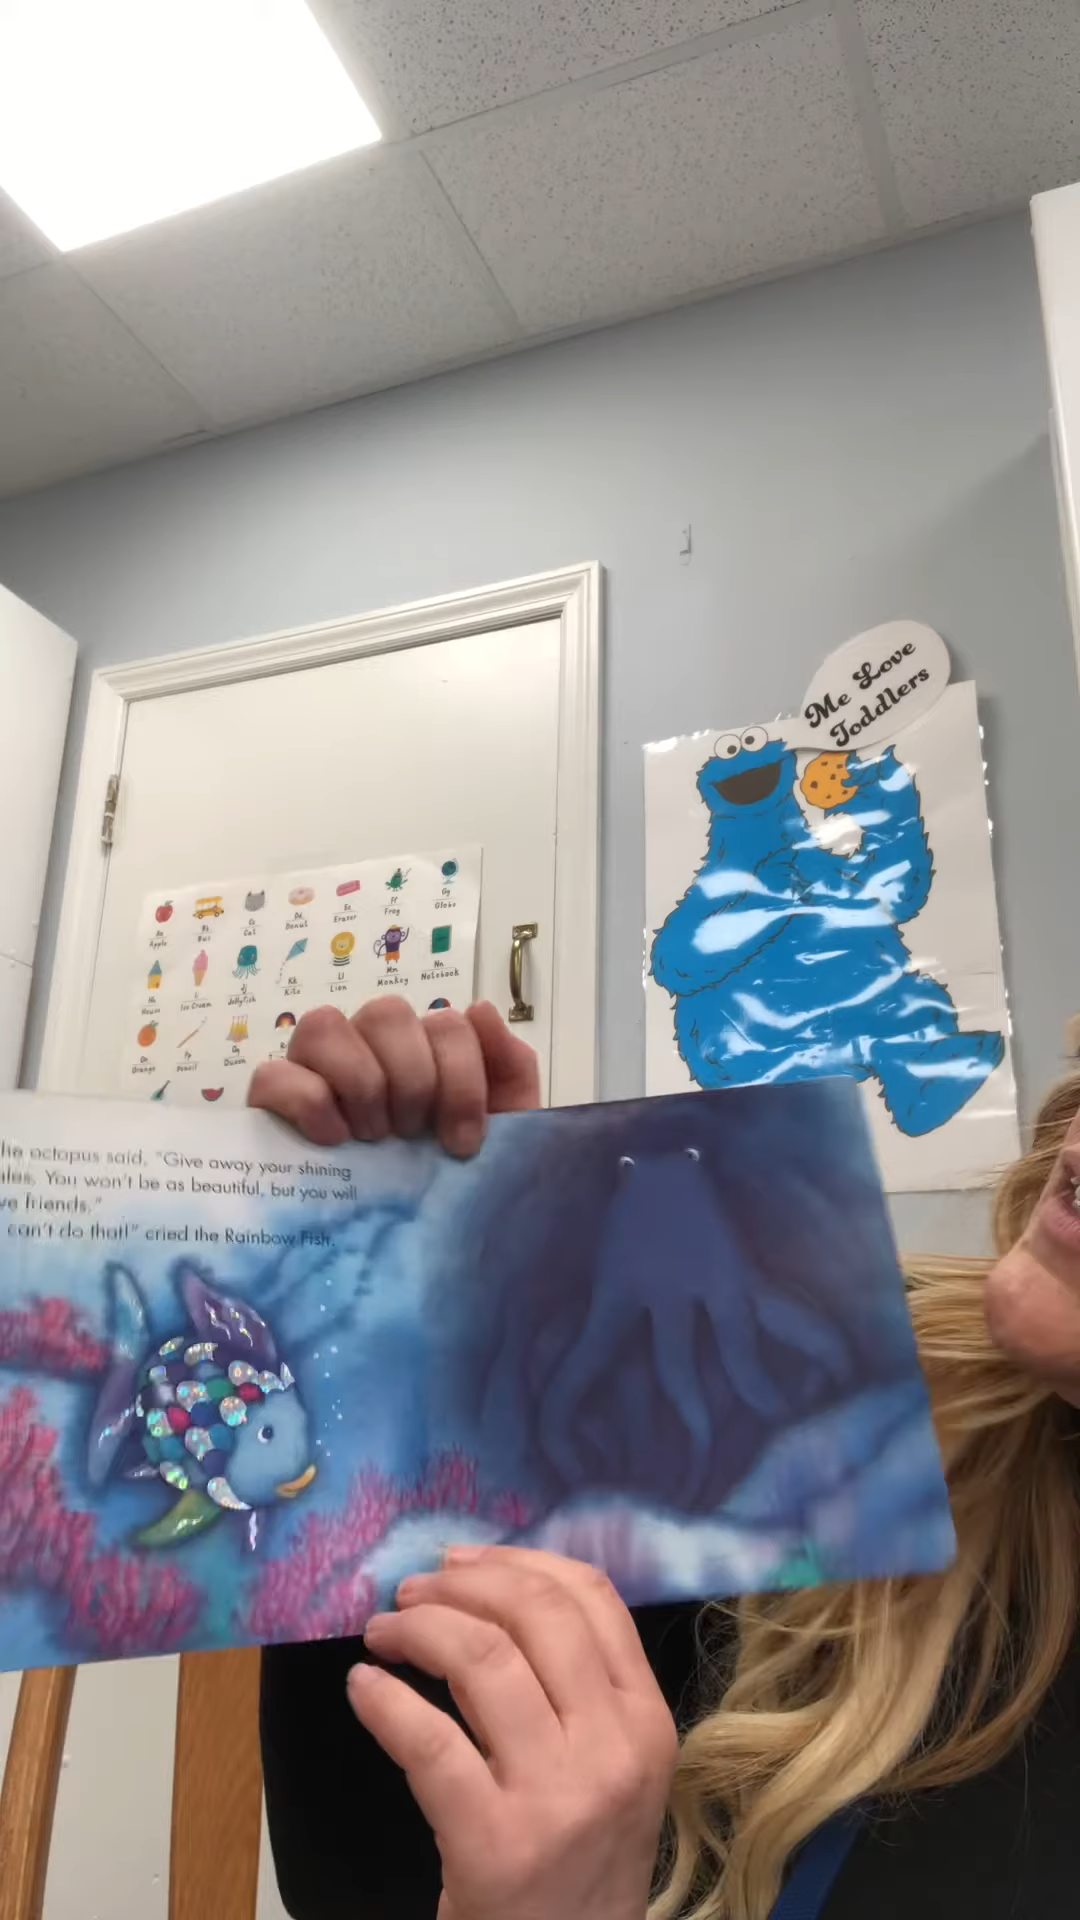 Me Love
Toddlers
Aa Bb Cc Dd Ee Ff Gg
Apple Bus Cat Donut Eraser Frog Globe
Hh Ii Jj Kk Ll Mm Nn
House Ice Cream Jellyfish Kite Lion Monkey Notebook
Oo Pp Qq
Orange Pencil Queen
octopus said, "Give away your shining
You won't be as beautiful, but you will
friends."
can't do that!" cried the Rainbow Fish.